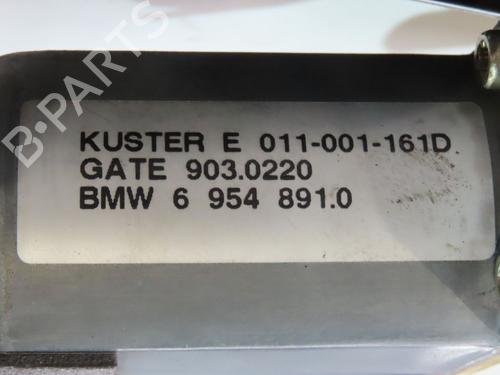 B-PARTS
KUSTER E 011-001-161D
GATE 903.0220
BMW 6 954 891.0